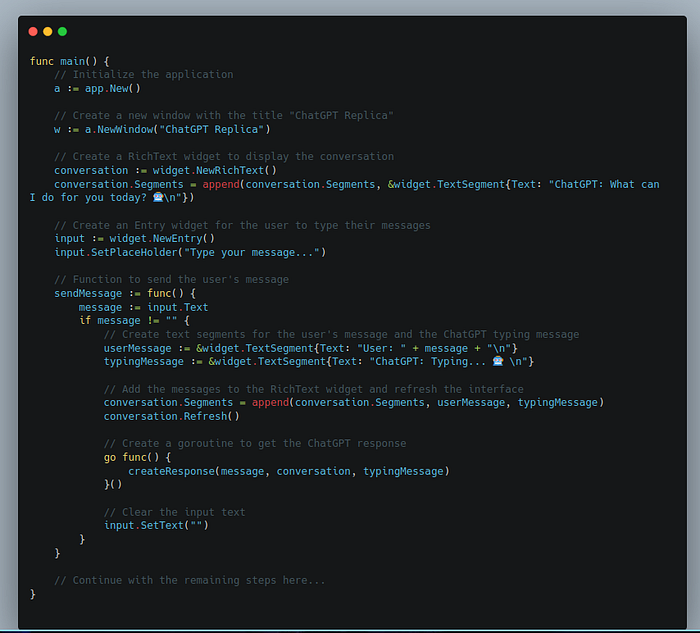 func main() {
    // Initialize the application
    a := app.New()

    // Create a new window with the title "ChatGPT Replica"
    w := a.NewWindow("ChatGPT Replica")

    // Create a RichText widget to display the conversation
    conversation := widget.NewRichText()
    conversation.Segments = append(conversation.Segments, &widget.TextSegment{Text: "ChatGPT: What can
I do for you today? 🧙\n"})

    // Create an Entry widget for the user to type their messages
    input := widget.NewEntry()
    input.SetPlaceHolder("Type your message...")

    // Function to send the user's message
    sendMessage := func() {
        message := input.Text
        if message != "" {
            // Create text segments for the user's message and the ChatGPT typing message
            userMessage := &widget.TextSegment{Text: "User: " + message + "\n"}
            typingMessage := &widget.TextSegment{Text: "ChatGPT: Typing... 🧙 \n"}

            // Add the messages to the RichText widget and refresh the interface
            conversation.Segments = append(conversation.Segments, userMessage, typingMessage)
            conversation.Refresh()

            // Create a goroutine to get the ChatGPT response
            go func() {
                createResponse(message, conversation, typingMessage)
            }()

            // Clear the input text
            input.SetText("")
        }
    }

    // Continue with the remaining steps here...
}